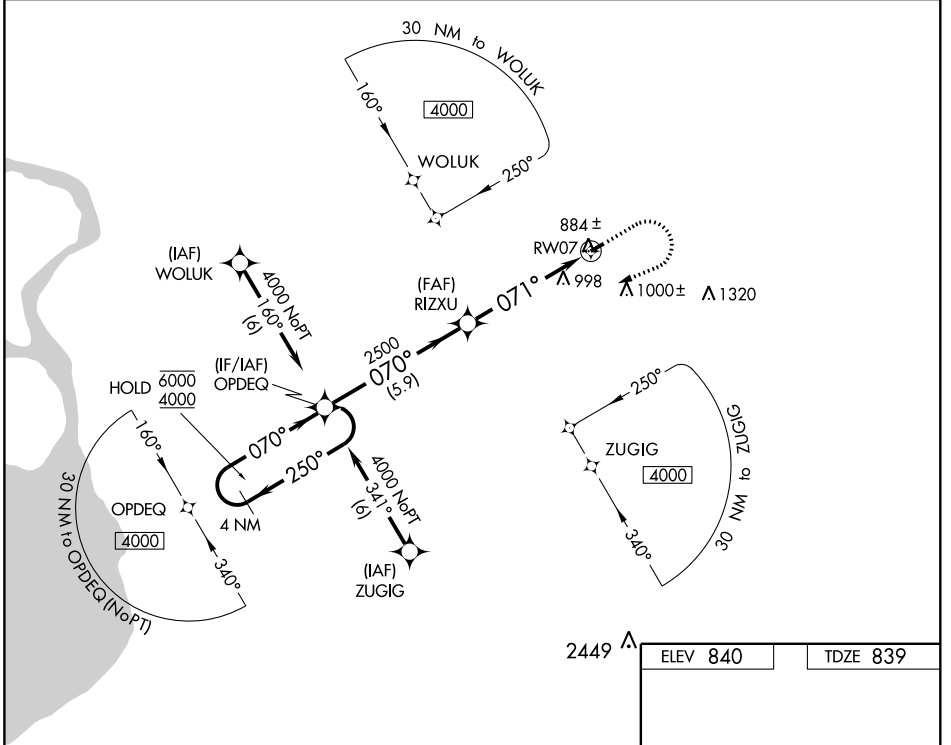 30 NM to WOLUK
160°
4000
WOLUK
250°
884 ±
RW07
998
1000 ±
1320
(IAF)
WOLUK
4000 NoPT
160°
(6)
(FAF)
RIZXU
071°
(IF/IAF)
OPDEQ
2500
070°
(5.9)
HOLD 6000
4000
070°
250°
4 NM
160°
OPDEQ
4000
340°
30 NM to OPDEQ (NoPT)
4000 NoPT
341°
(6)
(IAF)
ZUGIG
250°
ZUGIG
4000
340°
30 NM to ZUGIG
2449
ELEV 840
TDZE 839